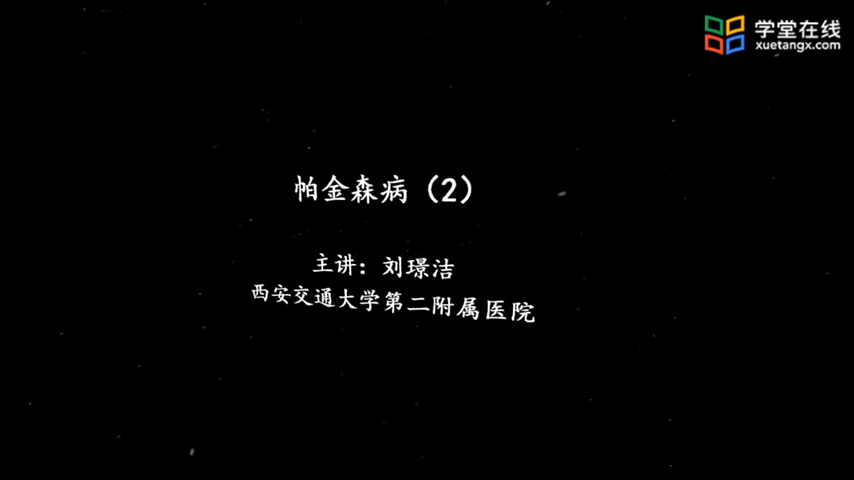 学堂在线
xuetangx.com
帕金森病（2）
主讲：刘璟洁
西安交通大学第二附属医院